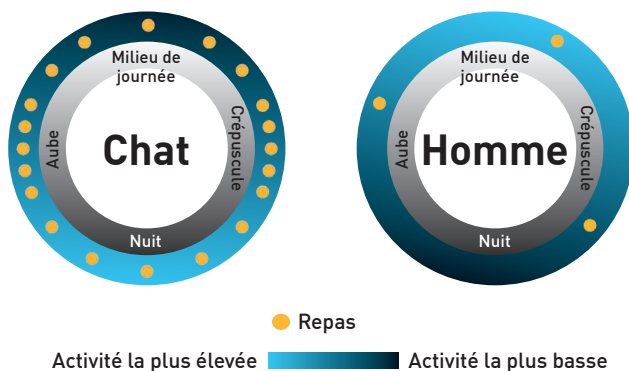 Milieu de
journée
Aube
Chat
Crépuscule
Nuit
Milieu de
journée
Aube
Homme
Crépuscule
Nuit
Repas
Activité la plus élevée
Activité la plus basse